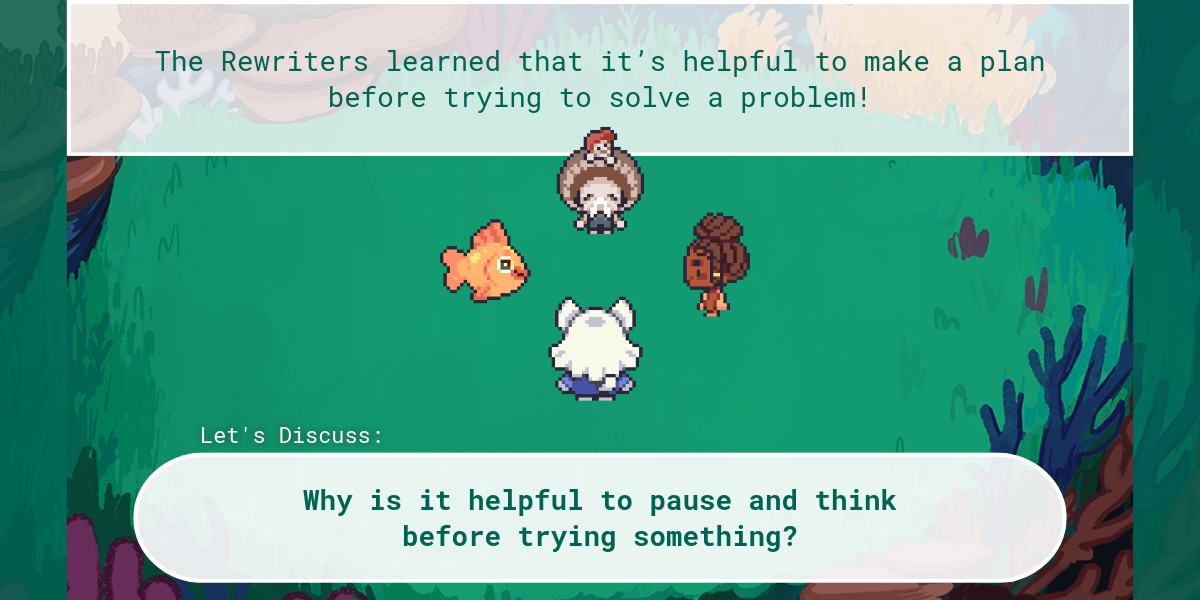 The Rewriters learned that it’s helpful to make a plan
before trying to solve a problem!
Let's Discuss:
Why is it helpful to pause and think
before trying something?